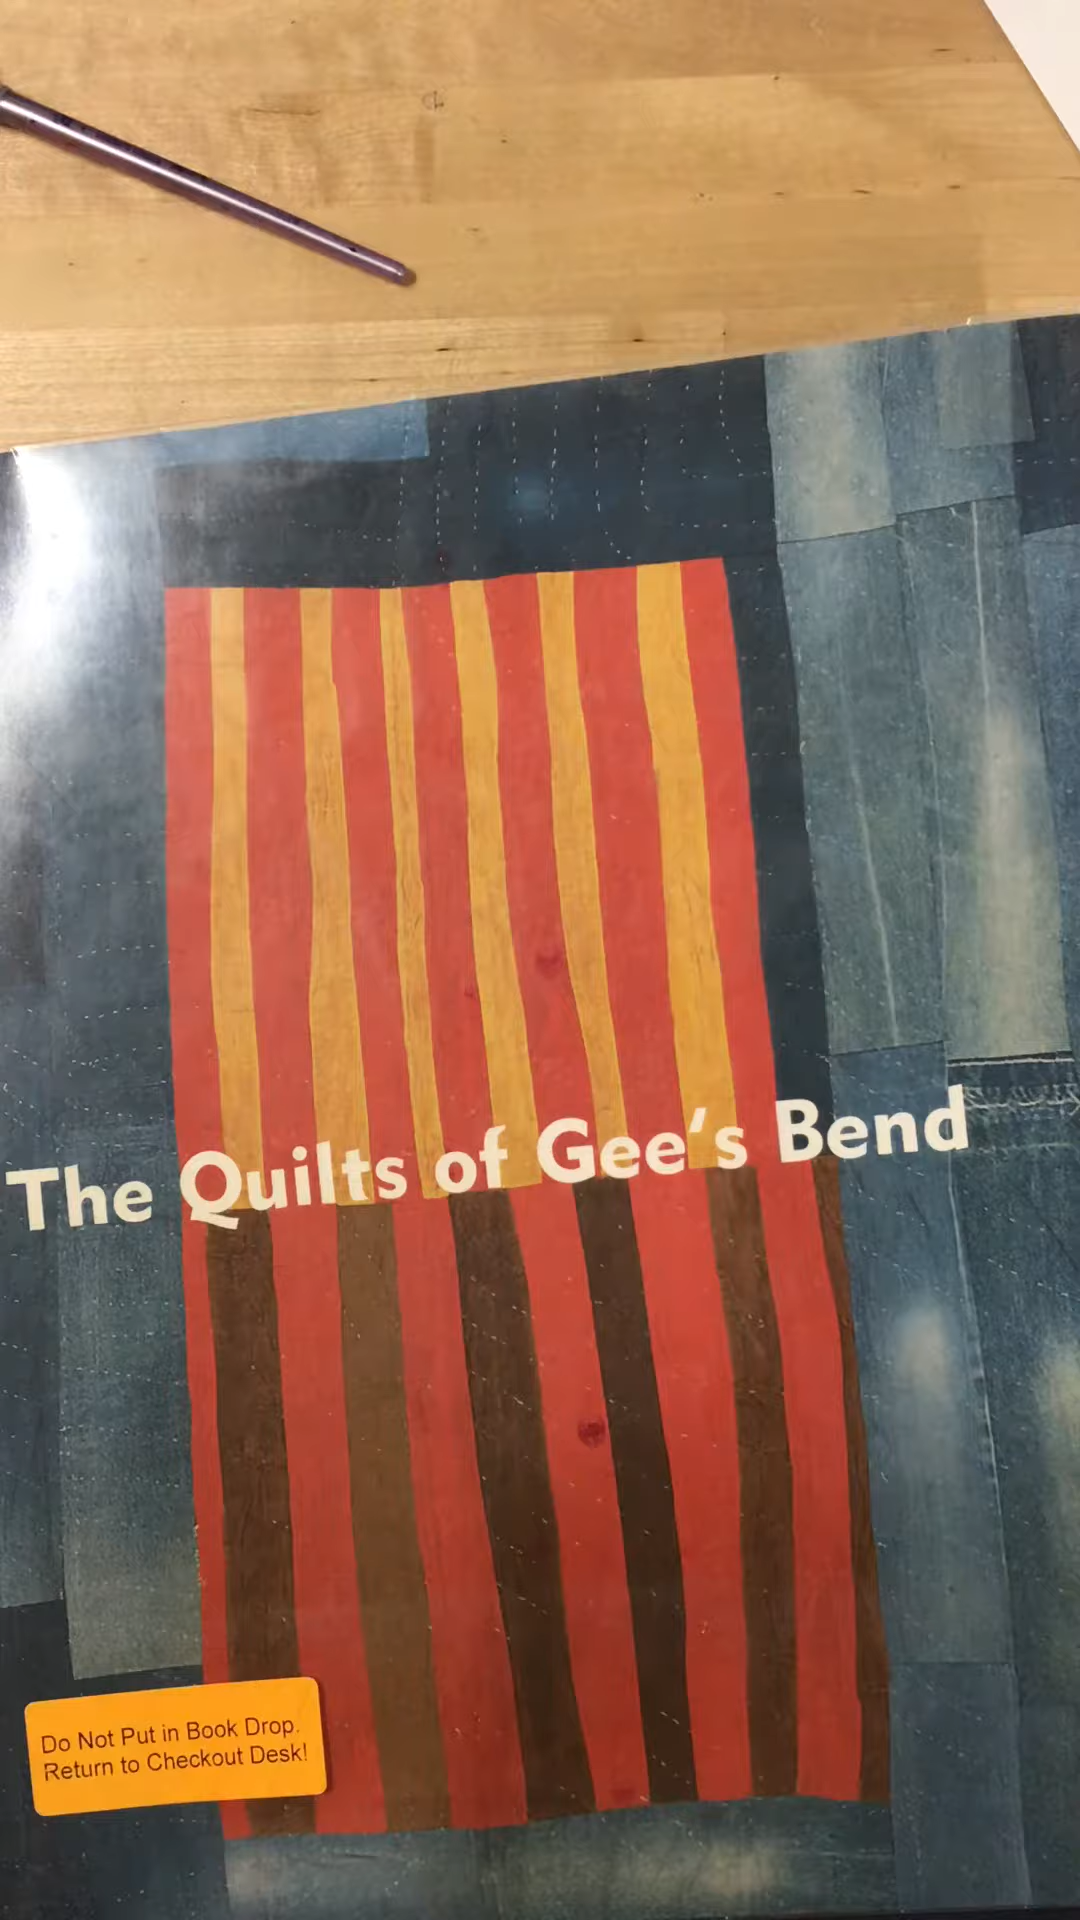 The Quilts of Gee's Bend
Do Not Put in Book Drop.
Return to Checkout Desk!